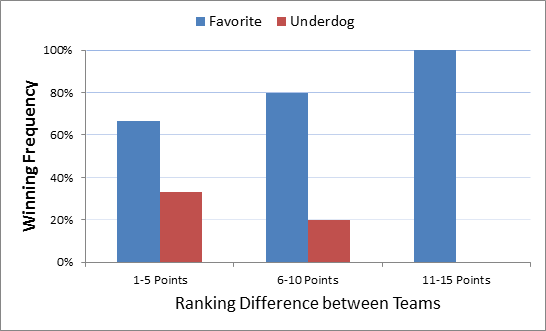 Favorite Underdog
100%
80%
60%
40%
20%
0%
Winning Frequency
1-5 Points 6-10 Points 11-15 Points
Ranking Difference between Teams